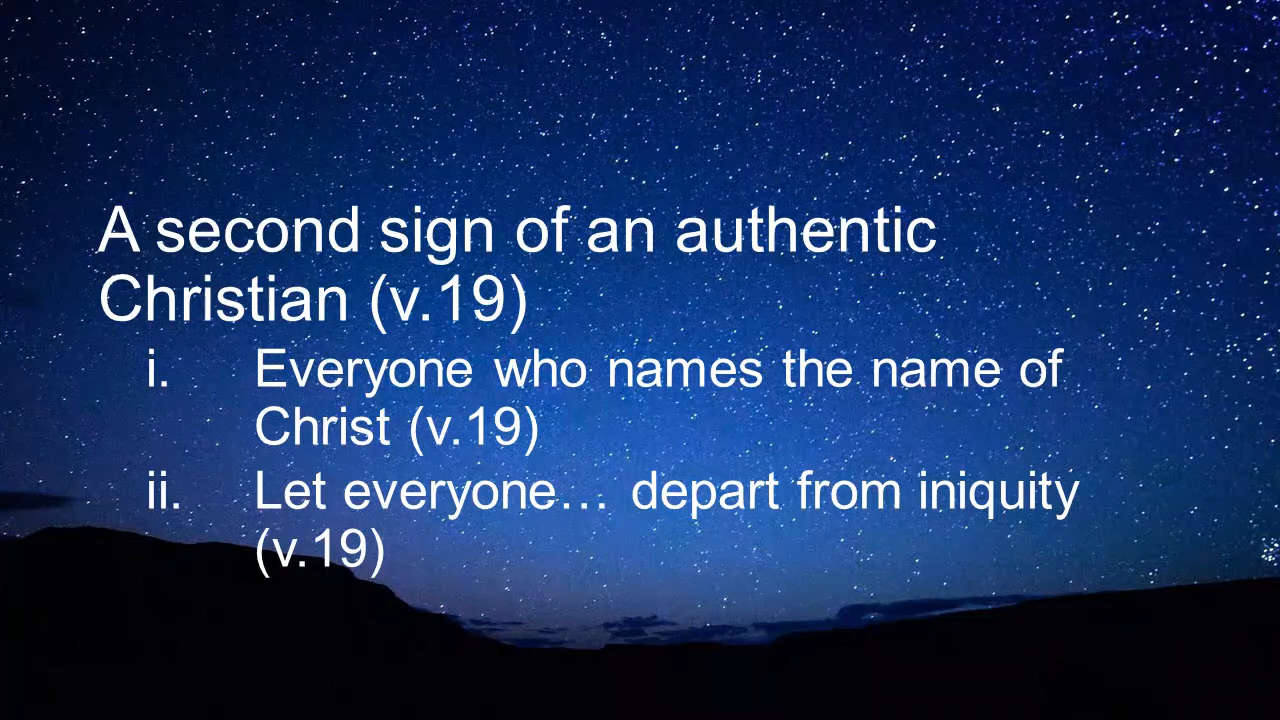 A second sign of an authentic
Christian (v.19)
i. Everyone who names the name of
Christ (v.19)
ii. Let everyone… depart from iniquity
(v.19)